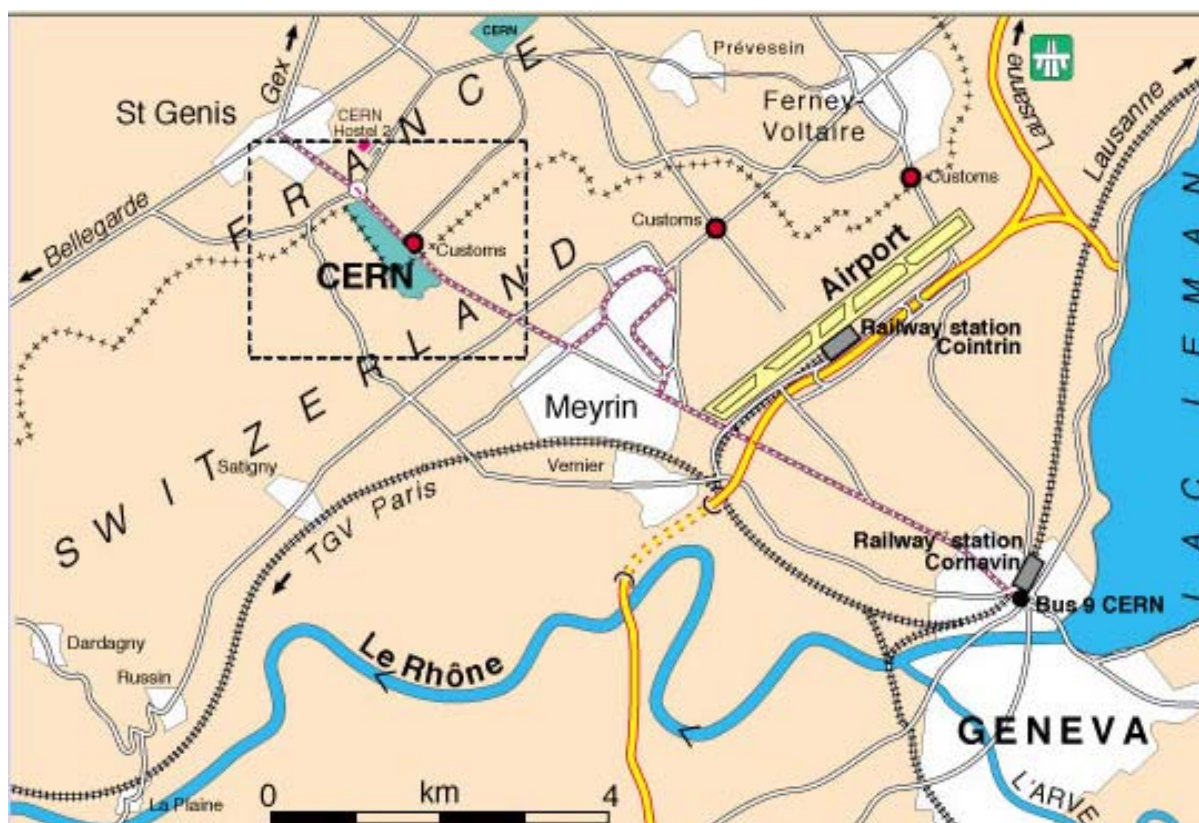 CERN
Prévessin
Gex
St Genis
CERN
Hostel 2
Ferney-
Voltaire
Lausanne
Lausanne
FRANCE
Customs
Customs
Customs
Bellegarde
CERN
Airport
Railway station
Cointrin
SWITZERLAND
Meyrin
Satigny
Vernier
TGV Paris
LAC LEMAN
Railway station
Cornavin
Bus 9 CERN
Dardagny
Russin
Le Rhône
GENEVA
La Plaine
0 km 4
L'ARVE